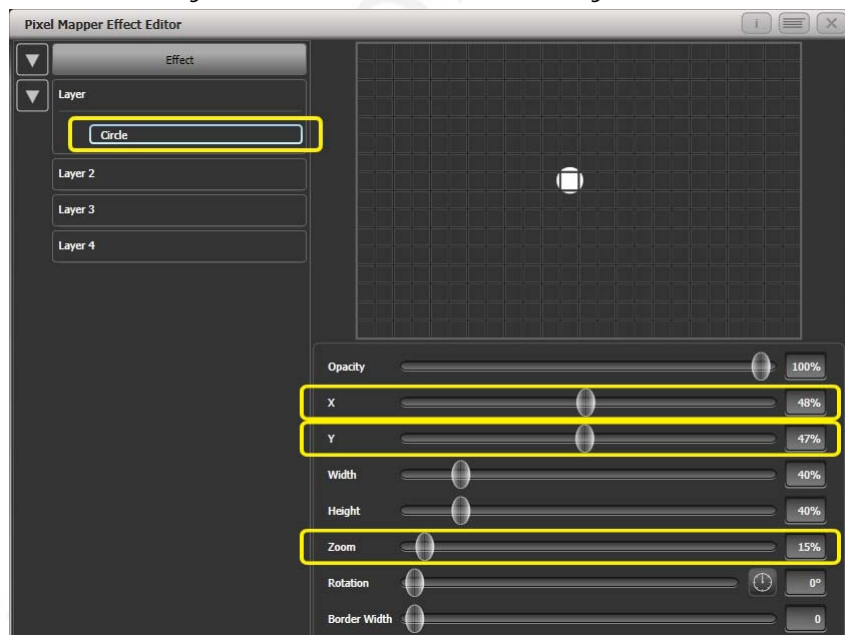 Pixel Mapper Effect Editor
i
Effect
Layer
Circle
Layer 2
Layer 3
Layer 4
Opacity 100%
X 48%
Y 47%
Width 40%
Height 40%
Zoom 15%
Rotation 0°
Border Width 0